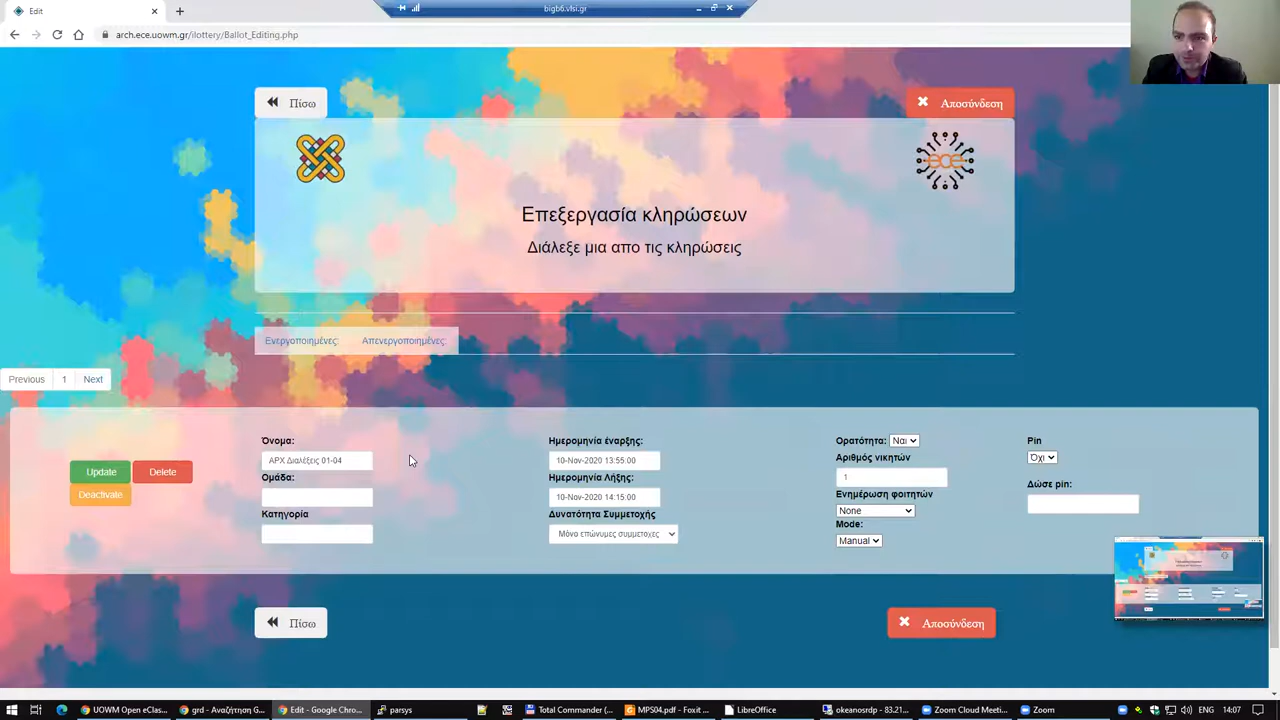 Edit
bigb6.vlsi.gr
arch.ece.uowm.gr/ilottery/Ballot_Editing.php
Πίσω
Αποσύνδεση
ece
Επεξεργασία κληρώσεων
Διάλεξε μια απο τις κληρώσεις
Ενεργοποιημένες:
Απενεργοποιημένες:
Previous 1 Next
Update Delete
Deactivate
Όνομα:
ΑΡΧ Διαλέξεις 01-04
Ομάδα:
Κατηγορία
Ημερομηνία έναρξης:
10-Nov-2020 13:55:00
Ημερομηνία Λήξης:
10-Nov-2020 14:15:00
Δυνατότητα Συμμετοχής
Μόνο επώνυμες συμμετοχες
Ορατότητα: Ναι
Αριθμός νικητών
1
Ενημέρωση φοιτητών
None
Mode:
Manual
Pin
Όχι
Δώσε pin:
Πίσω
Αποσύνδεση
UOWM Open eClass...
grd - Αναζήτηση G...
Edit - Google Chro...
parsys
Total Commander (...
MPS04.pdf - Foxit ...
LibreOffice
okeanosrdp - 83.21...
Zoom Cloud Meeti...
Zoom
ENG
14:07